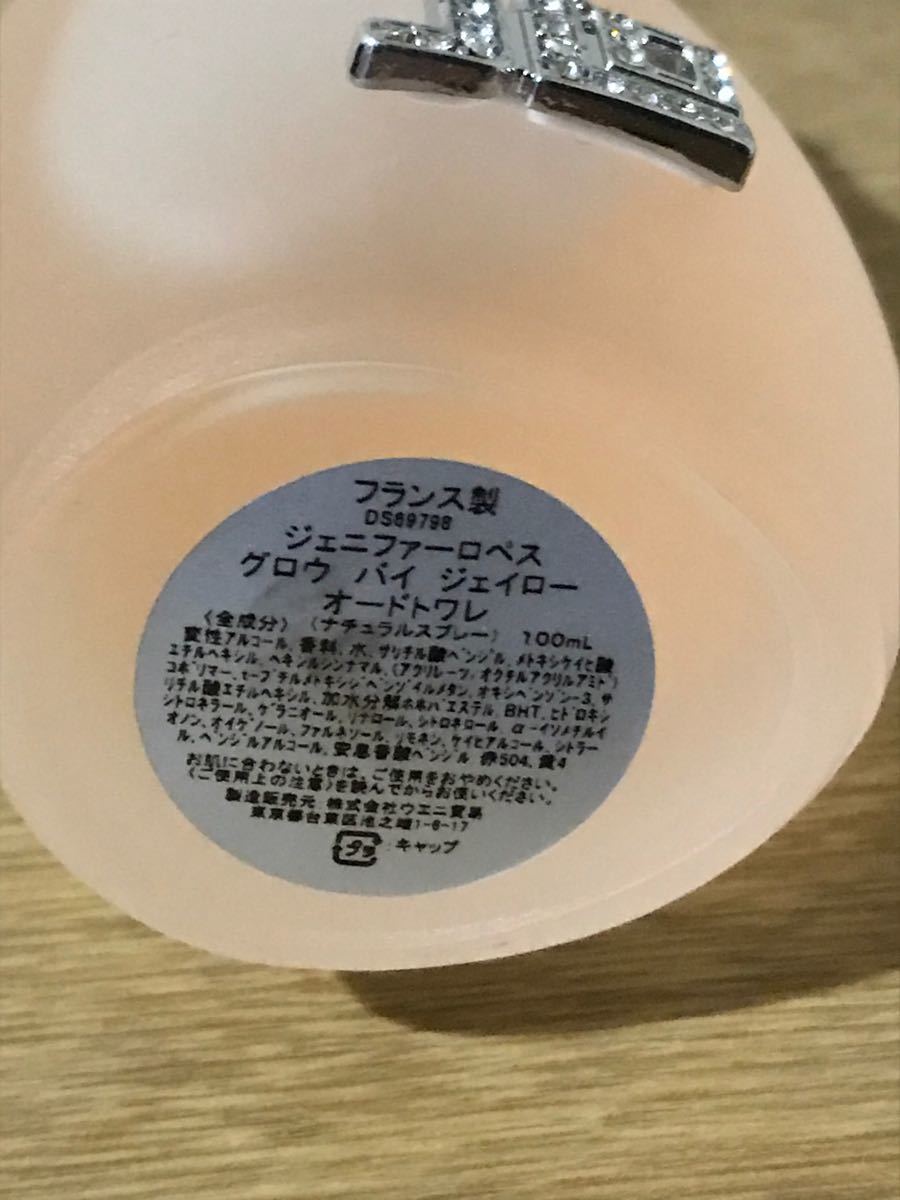 フランス製
DS69798
ジェニファーロペス
グロウ バイ ジェイロー
オードトワレ
〈全成分〉 (ナチュラルスプレー) 100mL
変性アルコール、香料、水、サリチル酸ベンジル、メトキシケイヒ酸
エチルヘキシル、ヘキシルシンナマル、(アクリレーツ/オクチルアクリルアミド)
コポリマー、t-ブチルメトキシジベンゾイルメタン、オキシベンゾン-3、サ
リチル酸エチルヘキシル、加水分解ホホバエステル、BHT、ヒドロキシ
シトロネラール、ゲラニオール、リナロール、シトロネロール、α-イソメチルイ
オノン、オイゲノール、ファルネソール、リモネン、ケイヒアルコール、シトラー
ル、ベンジルアルコール、安息香酸ベンジル 赤504、黄4
お肌に合わないときは、ご使用をおやめください。
〈ご使用上の注意〉を読んでからお使いください。
製造販売元 株式会社ウエニ貿易
東京都台東区池之端1-6-17
プラ :キャップ